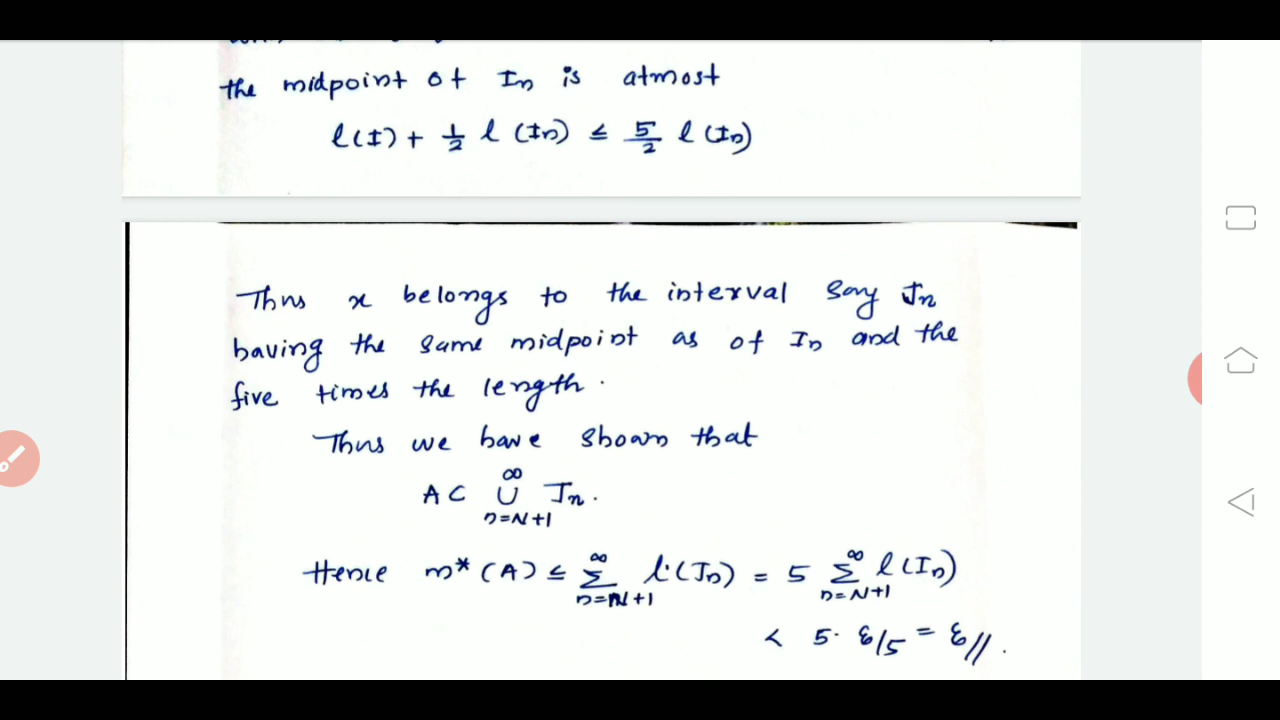 the midpoint of In is atmost
l(I) + 1/2 l(In) ≤ 5/2 l(In)
Thus x belongs to the interval say Jn
having the same midpoint as of In and the
five times the length.
Thus we have shown that
A ⊂ ∞∪n=N+1 Jn.
Hence m*(A) ≤ ∞Σn=N+1 l(Jn) = 5 ∞Σn=N+1 l(In)
< 5. ε/5 = ε//.